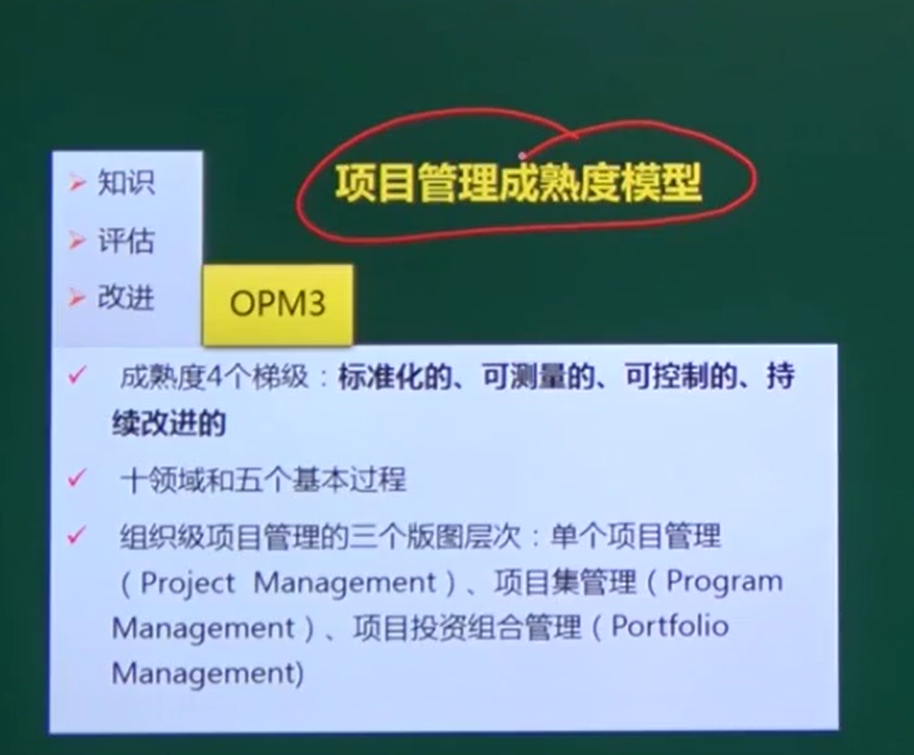 项目管理成熟度模型
知识
评估
改进
OPM3
成熟度4个梯级：标准化的、可测量的、可控制的、持
续改进的
十领域和五个基本过程
组织级项目管理的三个版图层次：单个项目管理
（Project Management）、项目集管理（Program
Management）、项目投资组合管理（Portfolio
Management)